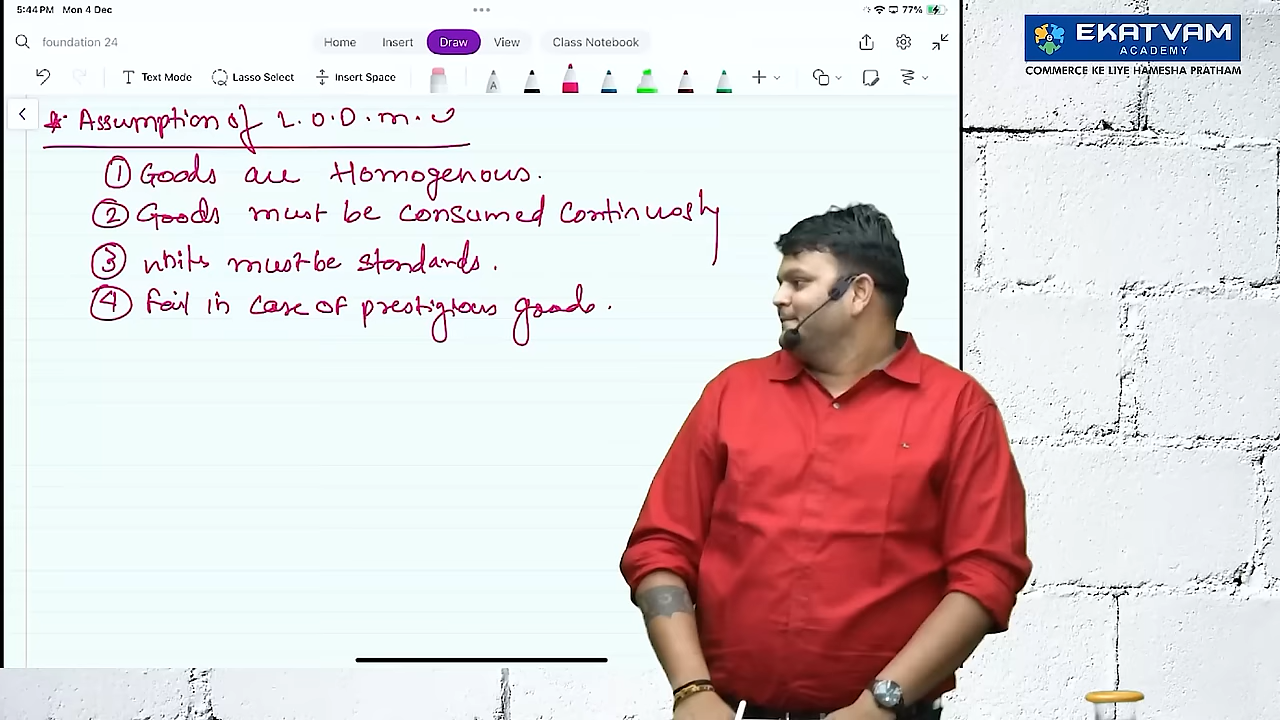 5:44 PM Mon 4 Dec
77%
foundation 24
Home Insert Draw View Class Notebook
Text Mode Lasso Select Insert Space
* Assumption of L.O.D.M.U
① Goods are Homogenous.
② Goods must be consumed continuosly
③ units must be standards.
④ Fail in case of prestigious goods.
EKATVAM
ACADEMY
COMMERCE KE LIYE HAMESHA PRATHAM